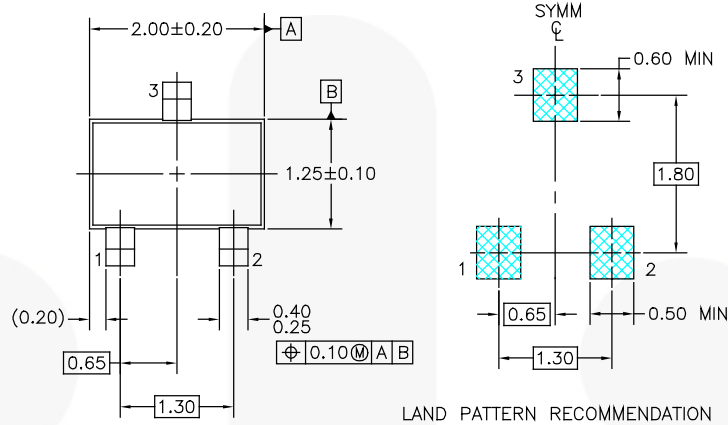 2.00±0.20
A
SYMM
℄
3
B
3
0.60 MIN
1.25±0.10
1.80
1
2
1
2
(0.20)
0.40
0.25
0.65
0.50 MIN
⌖ 0.10Ⓜ A B
0.65
1.30
1.30
LAND PATTERN RECOMMENDATION